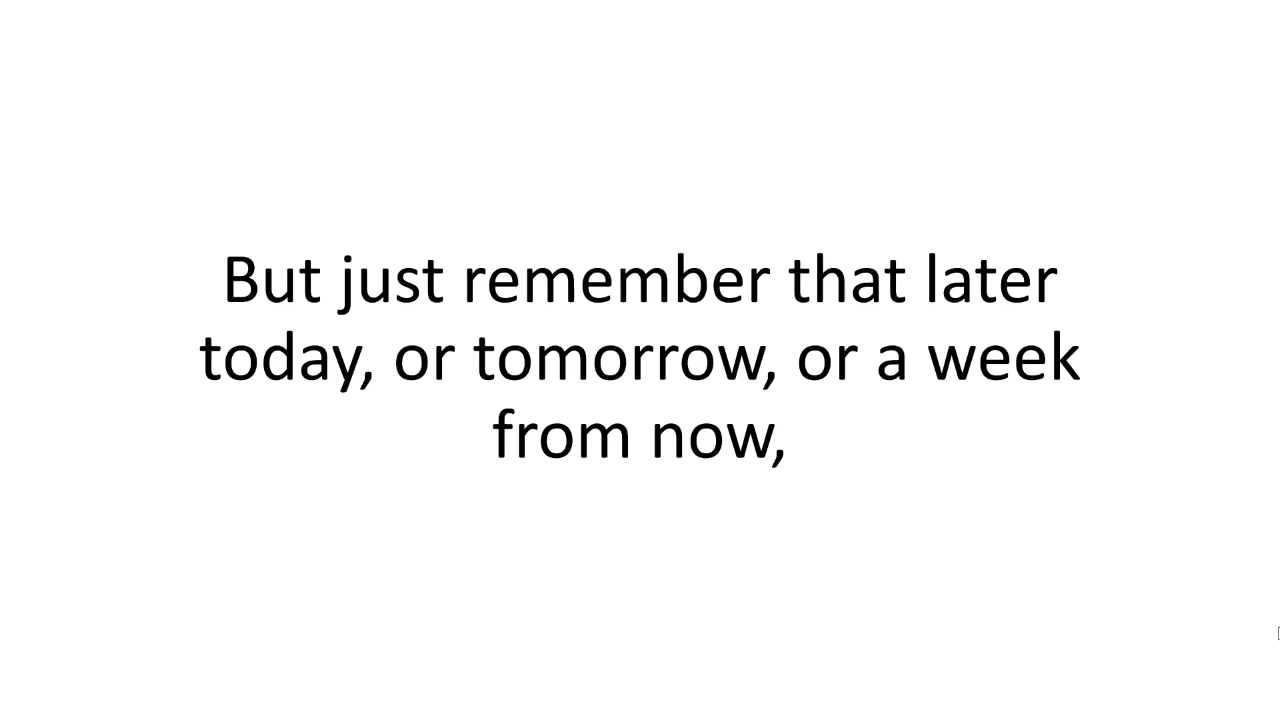 But just remember that later
today, or tomorrow, or a week
from now,